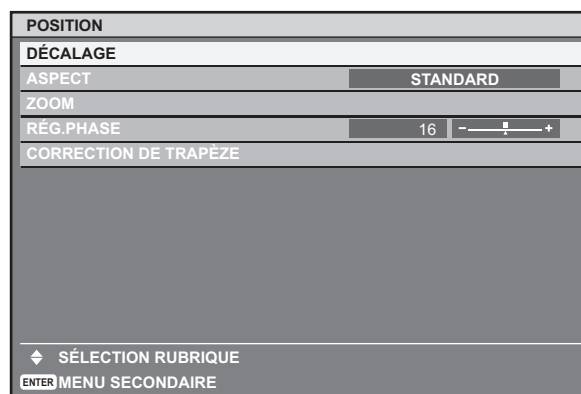 POSITION
DÉCALAGE
ASPECT STANDARD
ZOOM
RÉG.PHASE 16 - +
CORRECTION DE TRAPÈZE
SÉLECTION RUBRIQUE
ENTER MENU SECONDAIRE